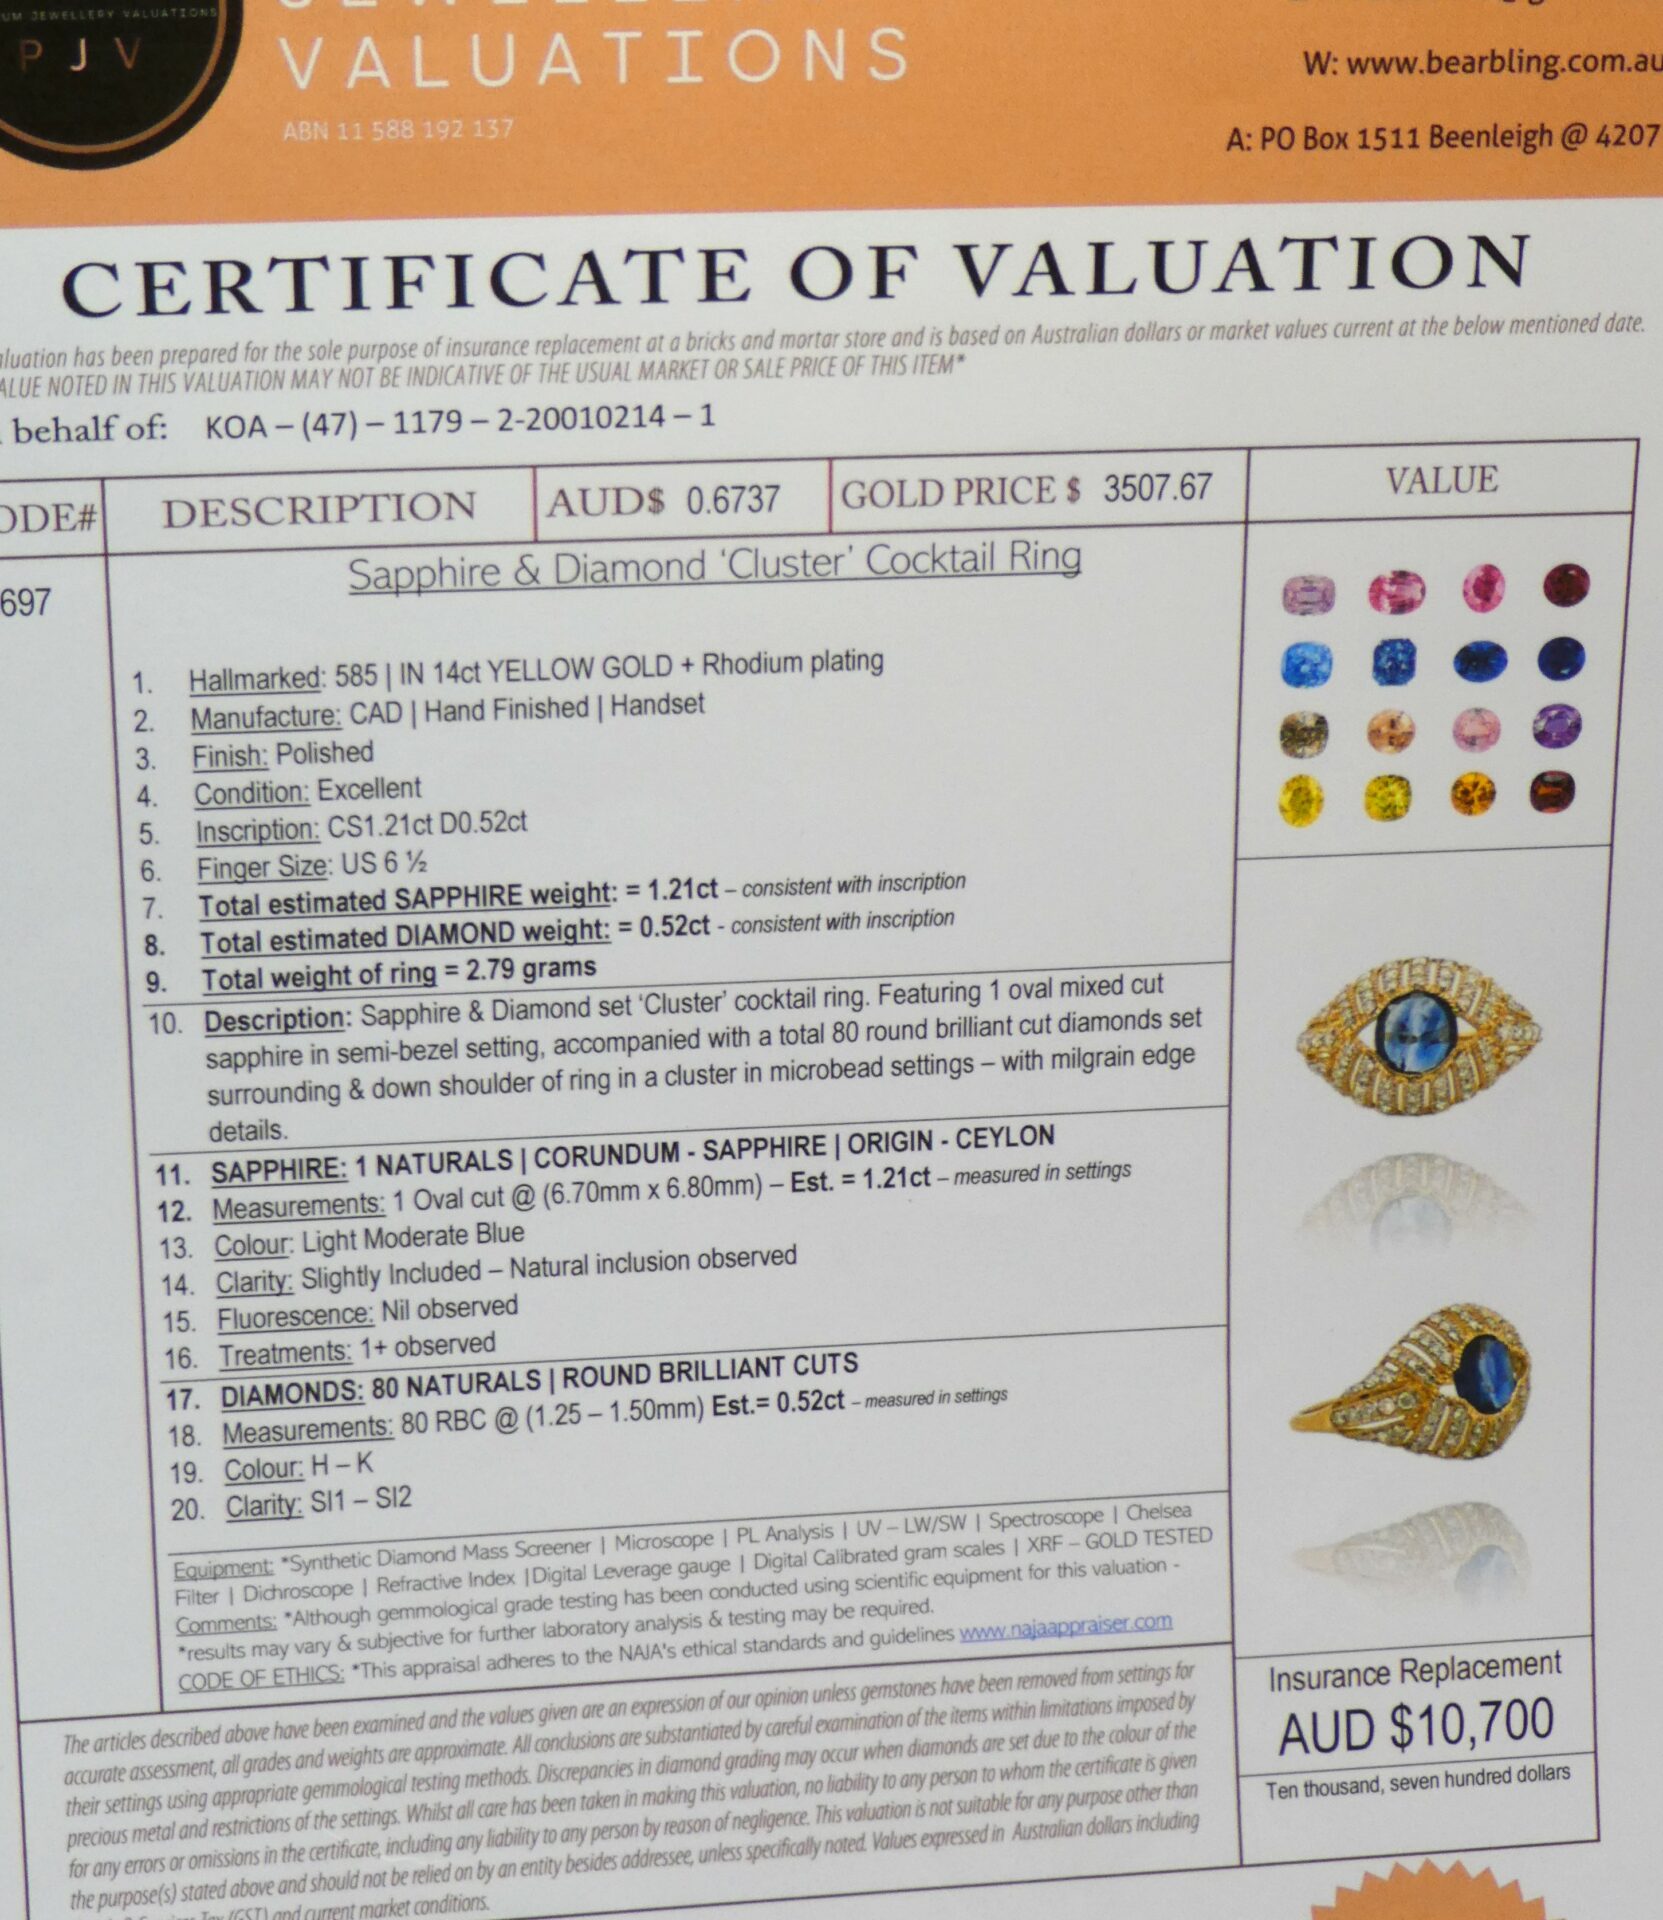 P J V
VALUATIONS
ABN 11 588 192 137
W: www.bearbling.com.au
A: PO Box 1511 Beenleigh @ 4207
CERTIFICATE OF VALUATION
has been prepared for the sole purpose of insurance replacement at a bricks and mortar store and is based on Australian dollars or market values current at the below mentioned date.
NOTED IN THIS VALUATION MAY NOT BE INDICATIVE OF THE USUAL MARKET OR SALE PRICE OF THIS ITEM*
behalf of: KOA – (47) – 1179 – 2-20010214 – 1
ODE# DESCRIPTION AUD$ 0.6737 GOLD PRICE $ 3507.67 VALUE
697
Sapphire & Diamond 'Cluster' Cocktail Ring
1. Hallmarked: 585 | IN 14ct YELLOW GOLD + Rhodium plating
2. Manufacture: CAD | Hand Finished | Handset
3. Finish: Polished
4. Condition: Excellent
5. Inscription: CS1.21ct D0.52ct
6. Finger Size: US 6 ½
7. Total estimated SAPPHIRE weight: = 1.21ct – consistent with inscription
8. Total estimated DIAMOND weight: = 0.52ct - consistent with inscription
9. Total weight of ring = 2.79 grams
10. Description: Sapphire & Diamond set 'Cluster' cocktail ring. Featuring 1 oval mixed cut
sapphire in semi-bezel setting, accompanied with a total 80 round brilliant cut diamonds set
surrounding & down shoulder of ring in a cluster in microbead settings – with milgrain edge
details.
11. SAPPHIRE: 1 NATURALS | CORUNDUM - SAPPHIRE | ORIGIN - CEYLON
12. Measurements: 1 Oval cut @ (6.70mm x 6.80mm) – Est. = 1.21ct – measured in settings
13. Colour: Light Moderate Blue
14. Clarity: Slightly Included – Natural inclusion observed
15. Fluorescence: Nil observed
16. Treatments: 1+ observed
17. DIAMONDS: 80 NATURALS | ROUND BRILLIANT CUTS
18. Measurements: 80 RBC @ (1.25 – 1.50mm) Est.= 0.52ct – measured in settings
19. Colour: H – K
20. Clarity: SI1 – SI2
Equipment: *Synthetic Diamond Mass Screener | Microscope | PL Analysis | UV – LW/SW | Spectroscope | Chelsea
Filter | Dichroscope | Refractive Index |Digital Leverage gauge | Digital Calibrated gram scales | XRF – GOLD TESTED
Comments: *Although gemmological grade testing has been conducted using scientific equipment for this valuation -
*results may vary & subjective for further laboratory analysis & testing may be required.
CODE OF ETHICS: *This appraisal adheres to the NAJA's ethical standards and guidelines www.najaappraiser.com
Insurance Replacement
AUD $10,700
Ten thousand, seven hundred dollars
The articles described above have been examined and the values given are an expression of our opinion unless gemstones have been removed from settings for
accurate assessment, all grades and weights are approximate. All conclusions are substantiated by careful examination of the items within limitations imposed by
their settings using appropriate gemmological testing methods. Discrepancies in diamond grading may occur when diamonds are set due to the colour of the
precious metal and restrictions of the settings. Whilst all care has been taken in making this valuation, no liability to any person to whom the certificate is given
for any errors or omissions in the certificate, including any liability to any person by reason of negligence. This valuation is not suitable for any purpose other than
the purpose(s) stated above and should not be relied on by an entity besides addressee, unless specifically noted. Values expressed in Australian dollars including
Tax (GST) and current market conditions.